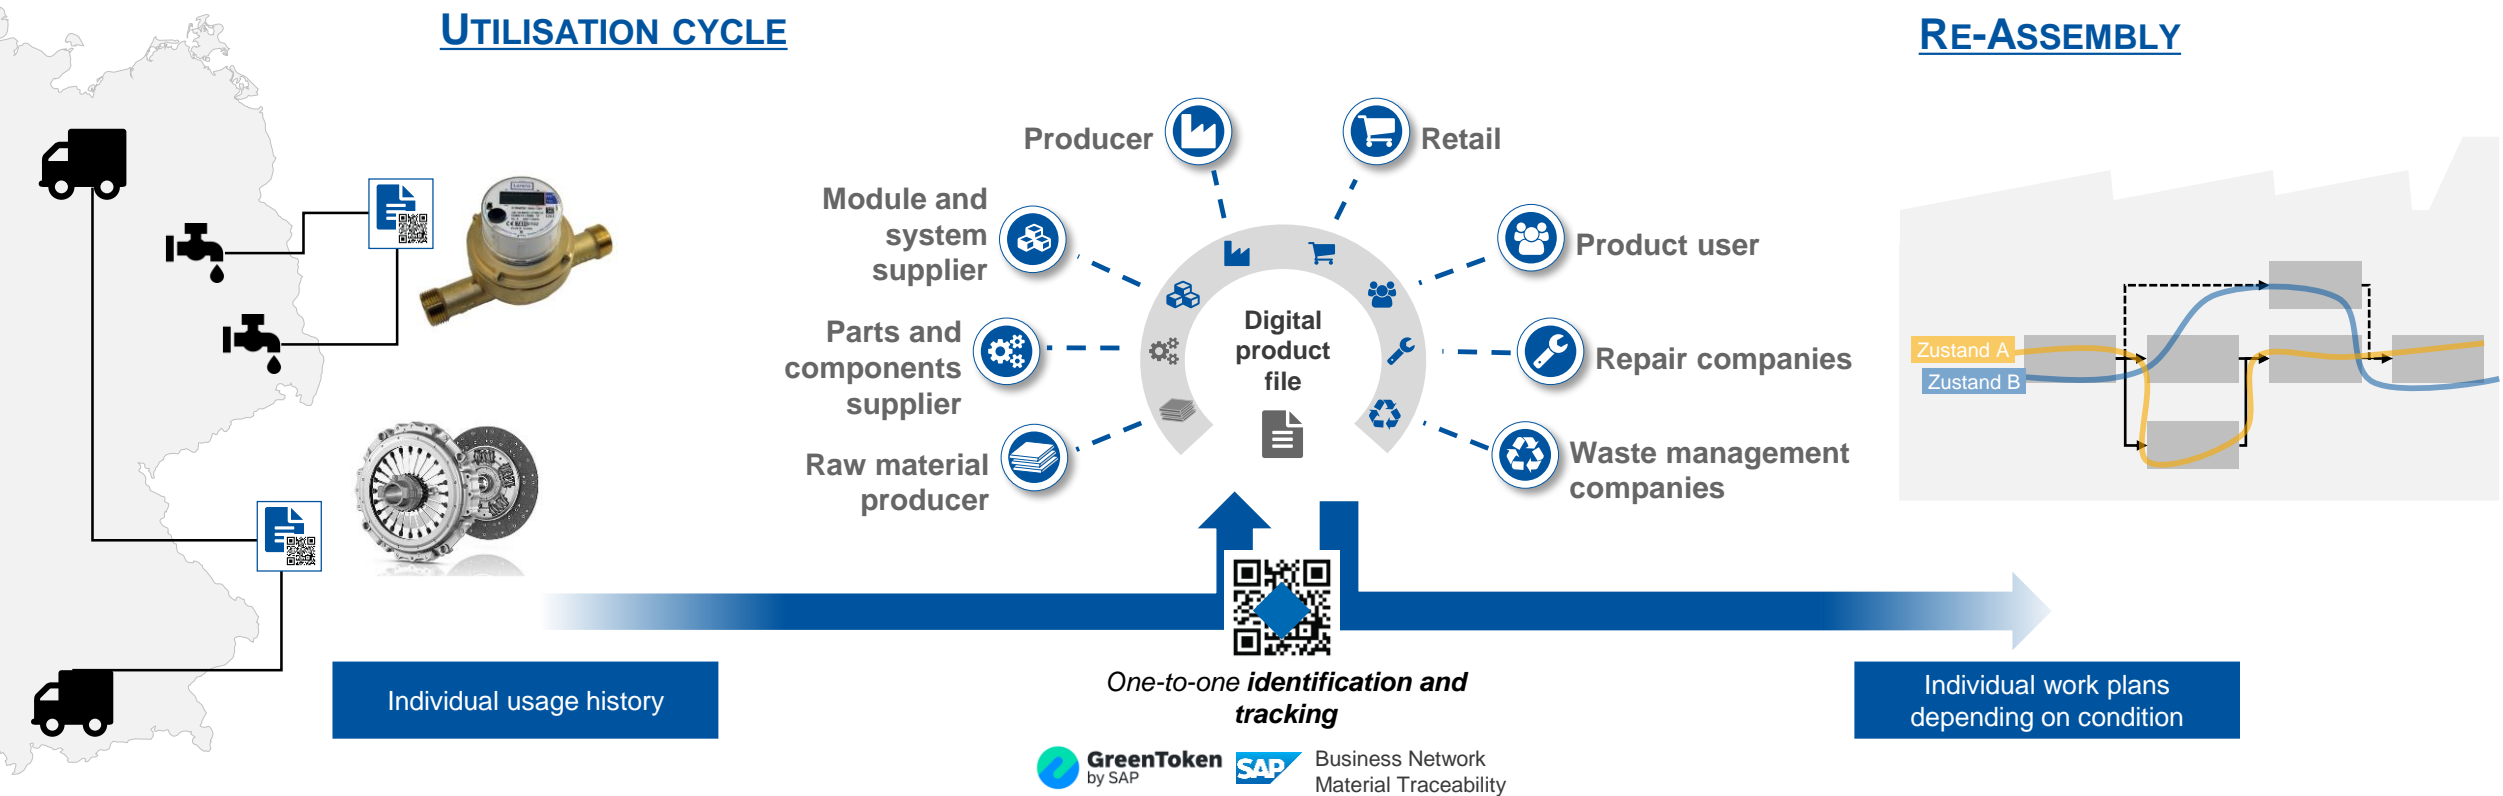 UTILISATION CYCLE
RE-ASSEMBLY
Producer
Retail
Module and
system
supplier
Product user
Parts and
components
supplier
Digital
product
file
Repair companies
Raw material
producer
Waste management
companies
Zustand A
Zustand B
Individual usage history
One-to-one identification and
tracking
Individual work plans
depending on condition
GreenToken
by SAP
SAP
Business Network
Material Traceability